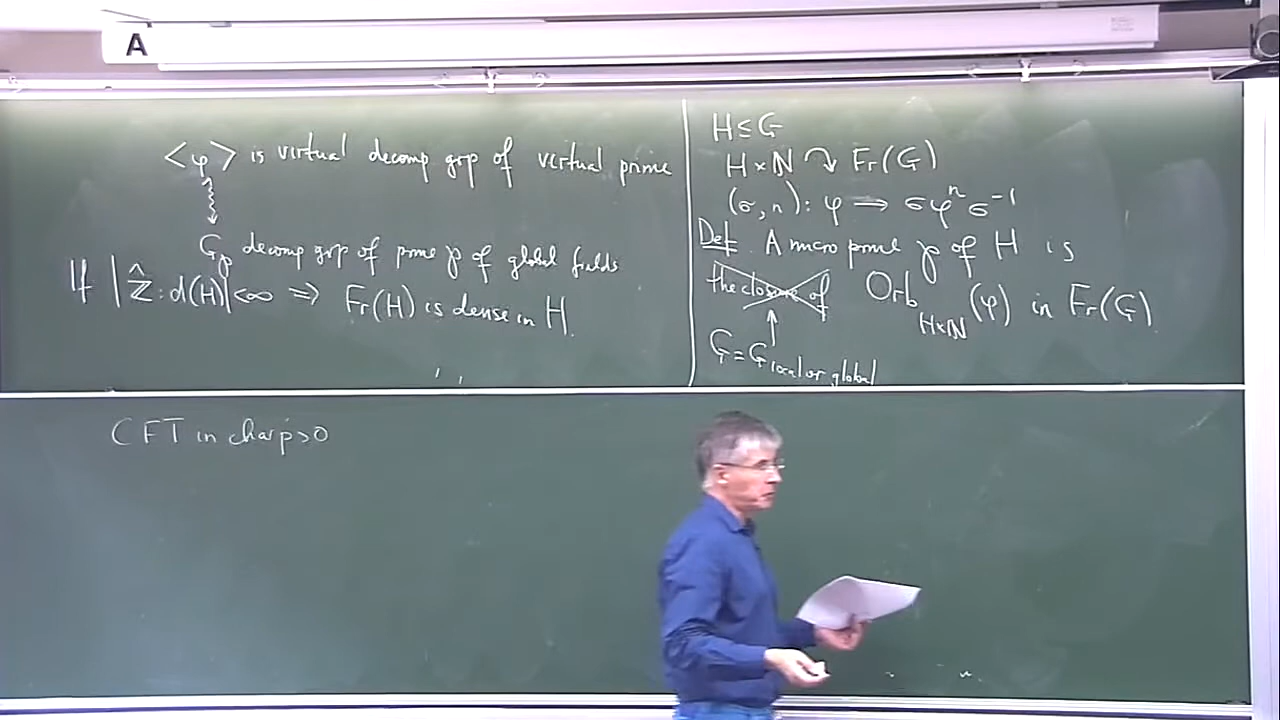 A
<φ> is virtual decomp grp of virtual prime
G_p decomp grp of prime p of global fields
If |Ẑ : d(H)| < ∞ ⇒ Fr(H) is dense in H.
H ≤ G
H × N ↷ Fr(G)
(σ, n) : φ → σφⁿσ⁻¹
Def. A micro prime p of H is
the closure of Orb_{H×N}(φ) in Fr(G)
G = G local or global
CFT in char p>0